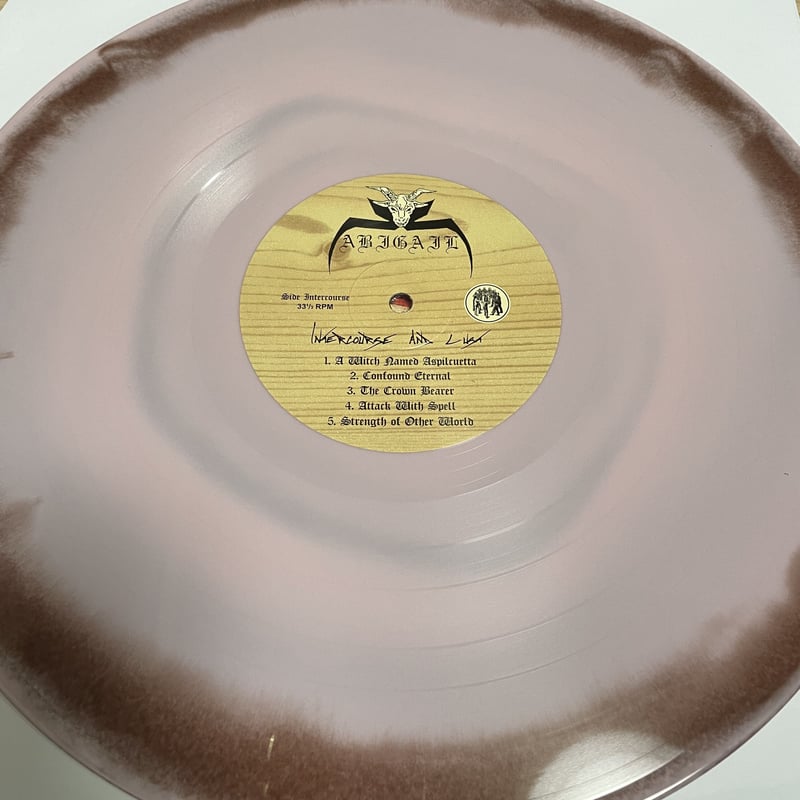 ABIGAIL
Side Intercourse
33⅓ RPM
Intercourse And Lust
1. A Witch Named Aspilcuetta
2. Confound Eternal
3. The Crown Bearer
4. Attack With Spell
5. Strength of Other World